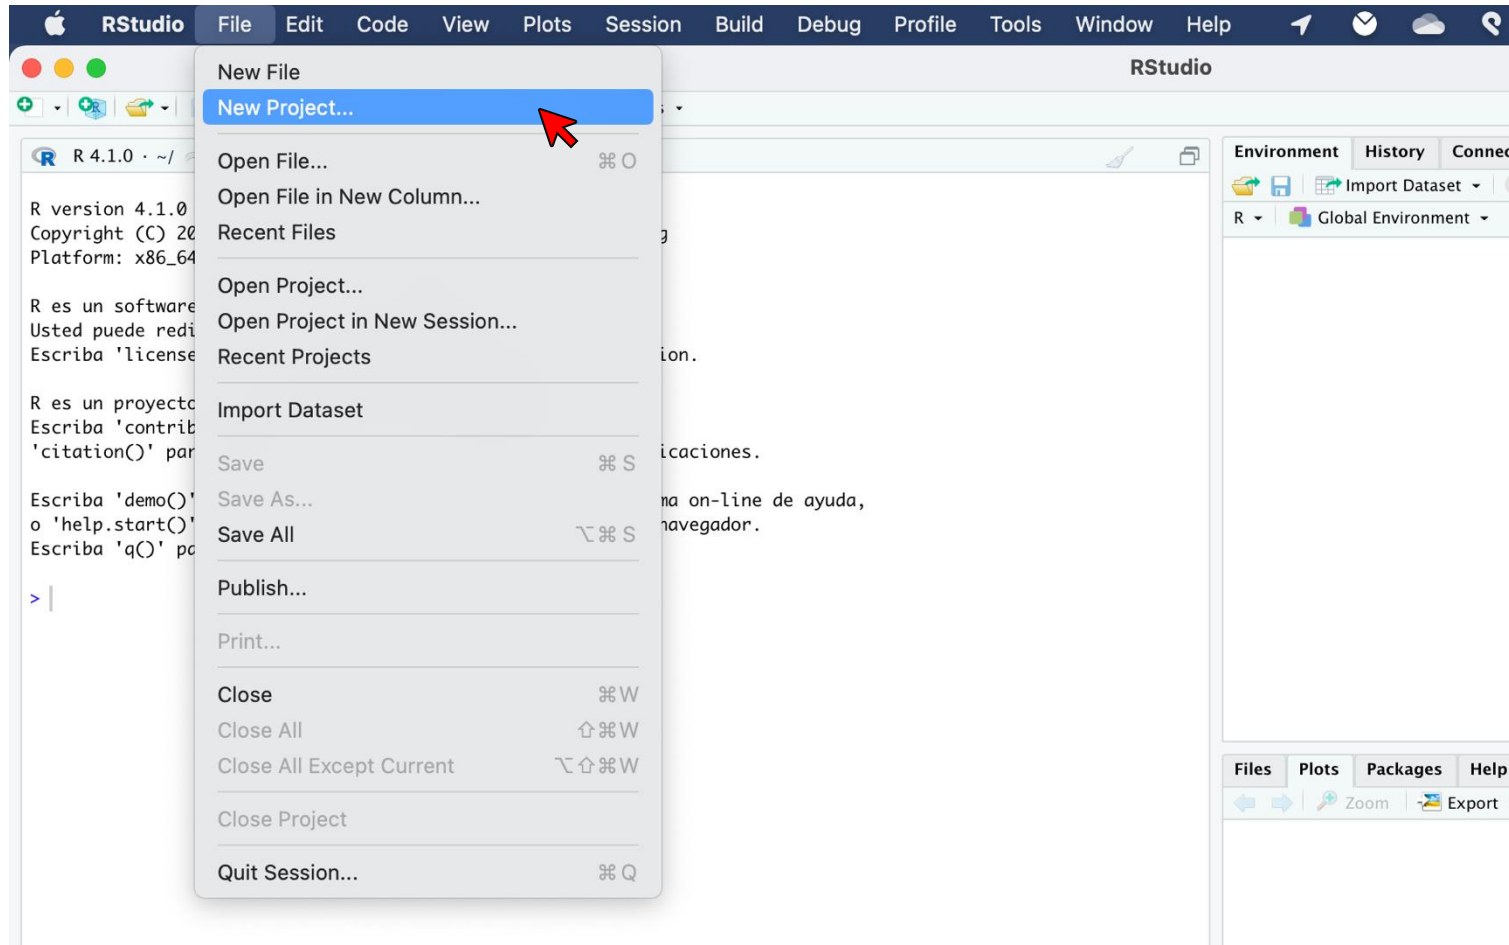 RStudio File Edit Code View Plots Session Build Debug Profile Tools Window Help
RStudio
New File
New Project...
Open File... ⌘ O
Open File in New Column...
Recent Files
Open Project...
Open Project in New Session...
Recent Projects
Import Dataset
Save ⌘ S
Save As...
Save All ⌥⌘ S
Publish...
Print...
Close ⌘W
Close All ⇧⌘W
Close All Except Current ⌥⇧⌘W
Close Project
Quit Session... ⌘ Q
R 4.1.0 · ~/
R version 4.1.0
Copyright (C) 20
Platform: x86_64
R es un software
Usted puede redi
Escriba 'license ion.
R es un proyecto
Escriba 'contrib
'citation()' par icaciones.
Escriba 'demo()' ma on-line de ayuda,
o 'help.start()' navegador.
Escriba 'q()' pa
>
Environment History Connec
Import Dataset
R Global Environment
Files Plots Packages Help
Zoom Export